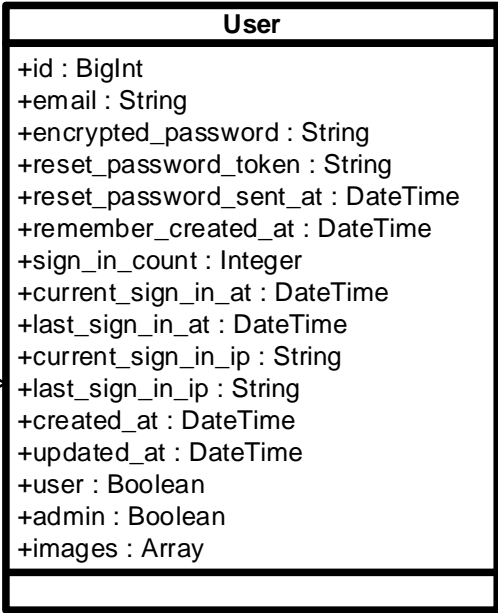 User
+id : BigInt
+email : String
+encrypted_password : String
+reset_password_token : String
+reset_password_sent_at : DateTime
+remember_created_at : DateTime
+sign_in_count : Integer
+current_sign_in_at : DateTime
+last_sign_in_at : DateTime
+current_sign_in_ip : String
+last_sign_in_ip : String
+created_at : DateTime
+updated_at : DateTime
+user : Boolean
+admin : Boolean
+images : Array